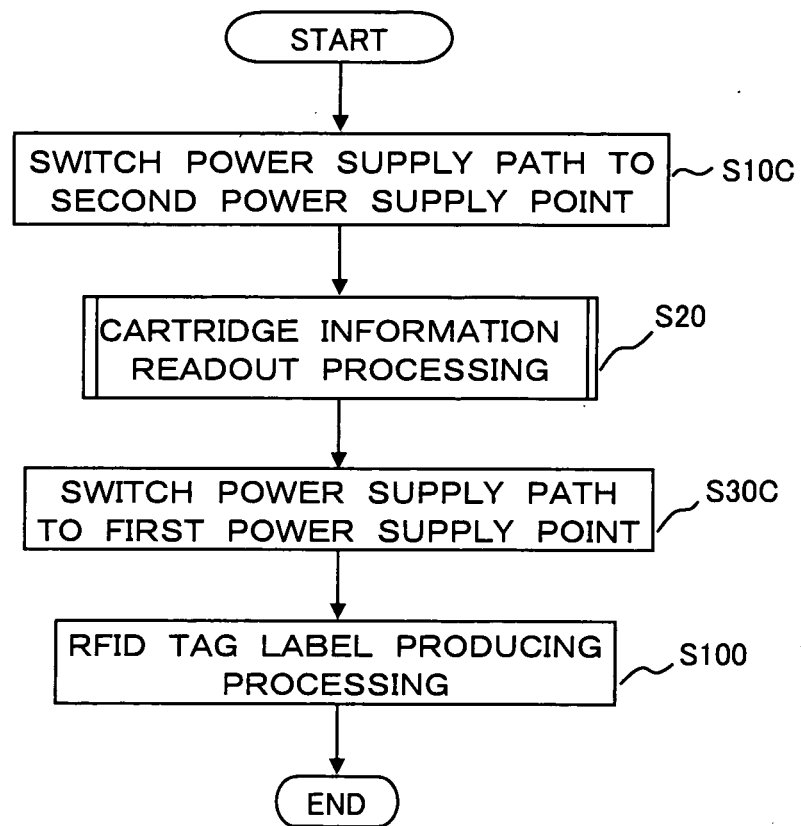 START
SWITCH POWER SUPPLY PATH TO
SECOND POWER SUPPLY POINT
S10C
CARTRIDGE INFORMATION
READOUT PROCESSING
S20
SWITCH POWER SUPPLY PATH
TO FIRST POWER SUPPLY POINT
S30C
RFID TAG LABEL PRODUCING
PROCESSING
S100
END